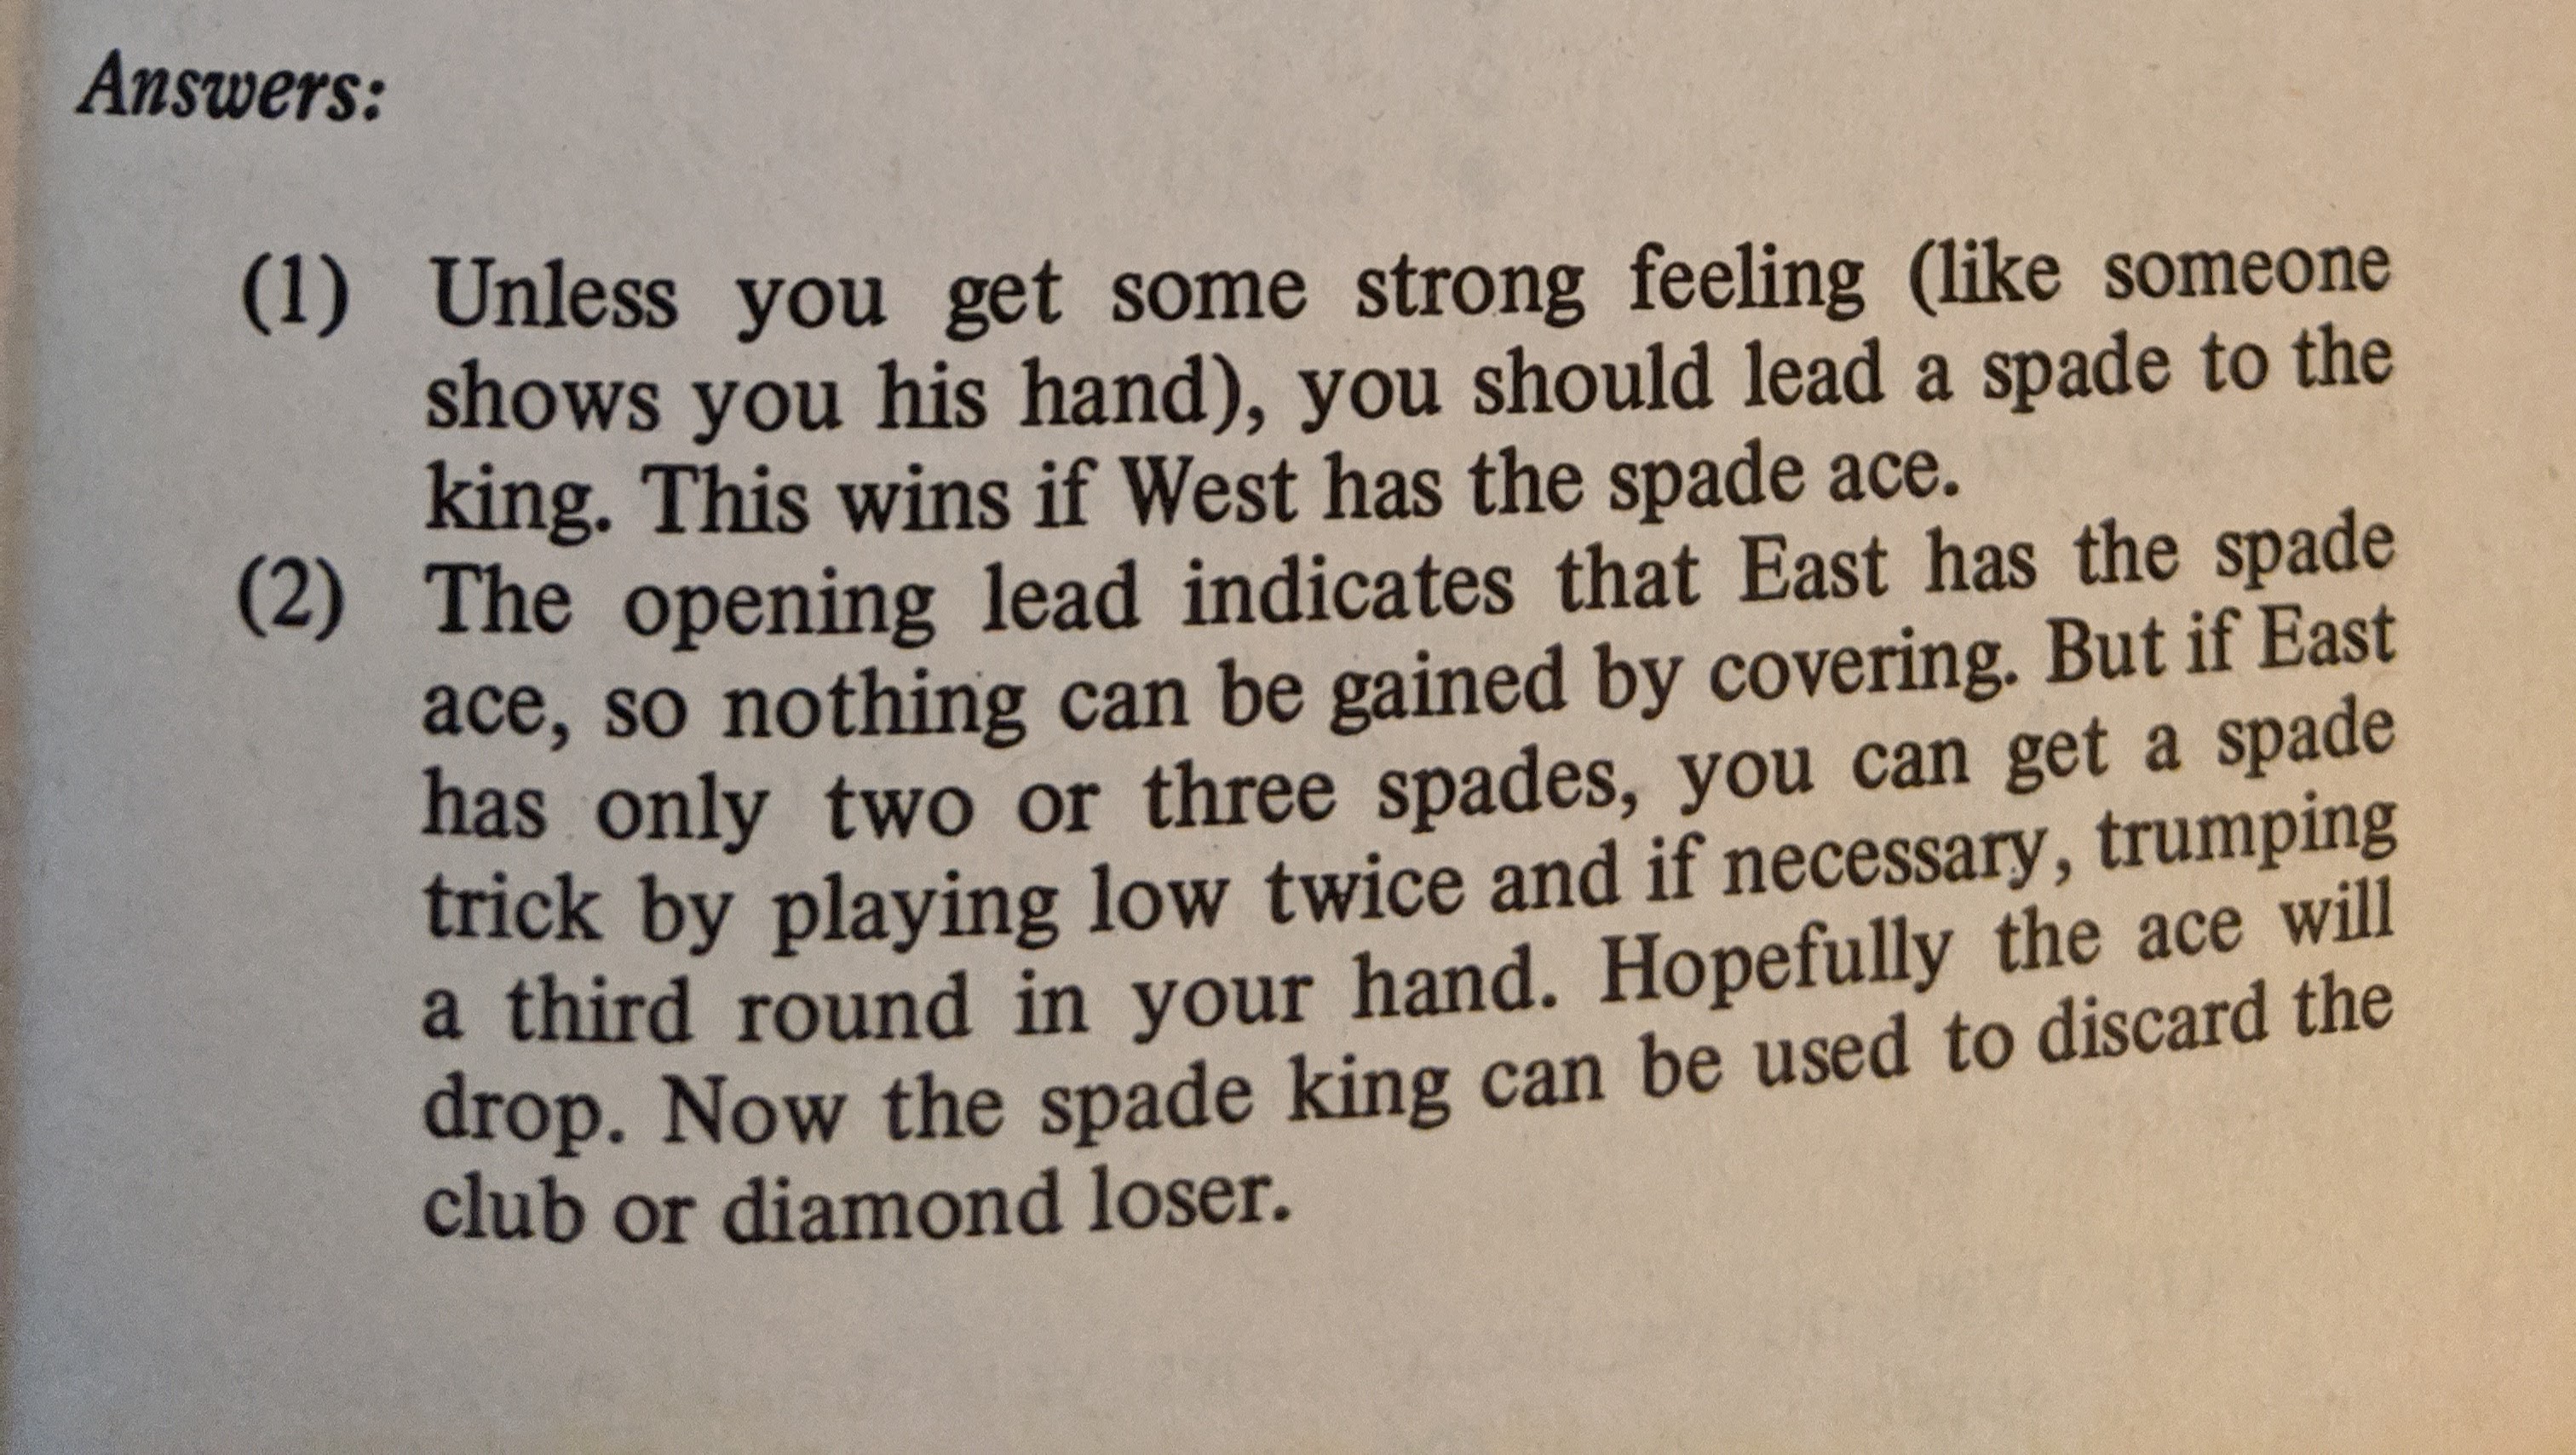 Answers:
(1) Unless you get some strong feeling (like someone
shows you his hand), you should lead a spade to the
king. This wins if West has the spade ace.
(2) The opening lead indicates that East has the spade
ace, so nothing can be gained by covering. But if East
has only two or three spades, you can get a spade
trick by playing low twice and if necessary, trumping
a third round in your hand. Hopefully the ace will
drop. Now the spade king can be used to discard the
club or diamond loser.